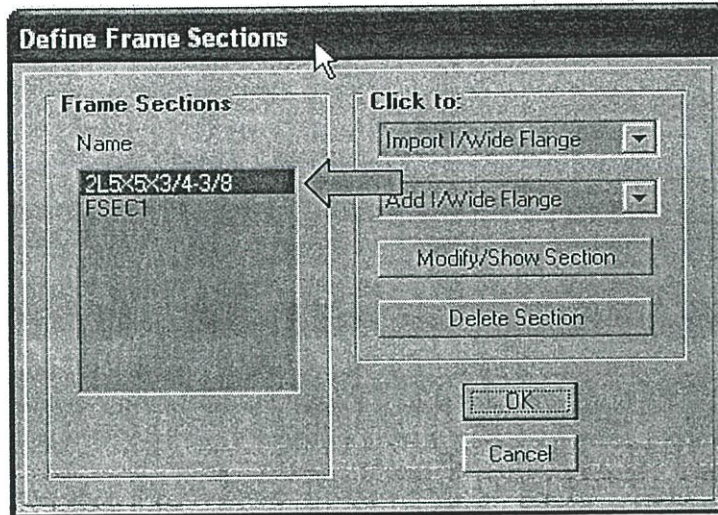 Define Frame Sections
Frame Sections
Name
2L5X5X3/4-3/8
FSEC1
Click to:
Import I/Wide Flange
Add I/Wide Flange
Modify/Show Section
Delete Section
OK
Cancel